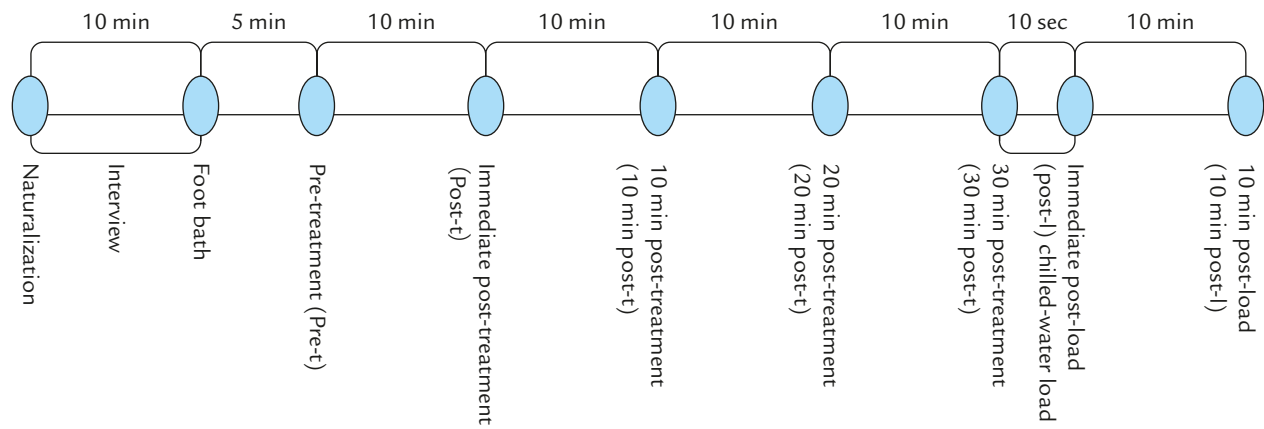 10 min
5 min
10 min
10 min
10 min
10 min
10 sec
10 min
Naturalization
Interview
Foot bath
Pre-treatment (Pre-t)
Immediate post-treatment
(Post-t)
10 min post-treatment
(10 min post-t)
20 min post-treatment
(20 min post-t)
30 min post-treatment
(30 min post-t)
Immediate post-load
(post-l) chilled-water load
10 min post-load
(10 min post-l)